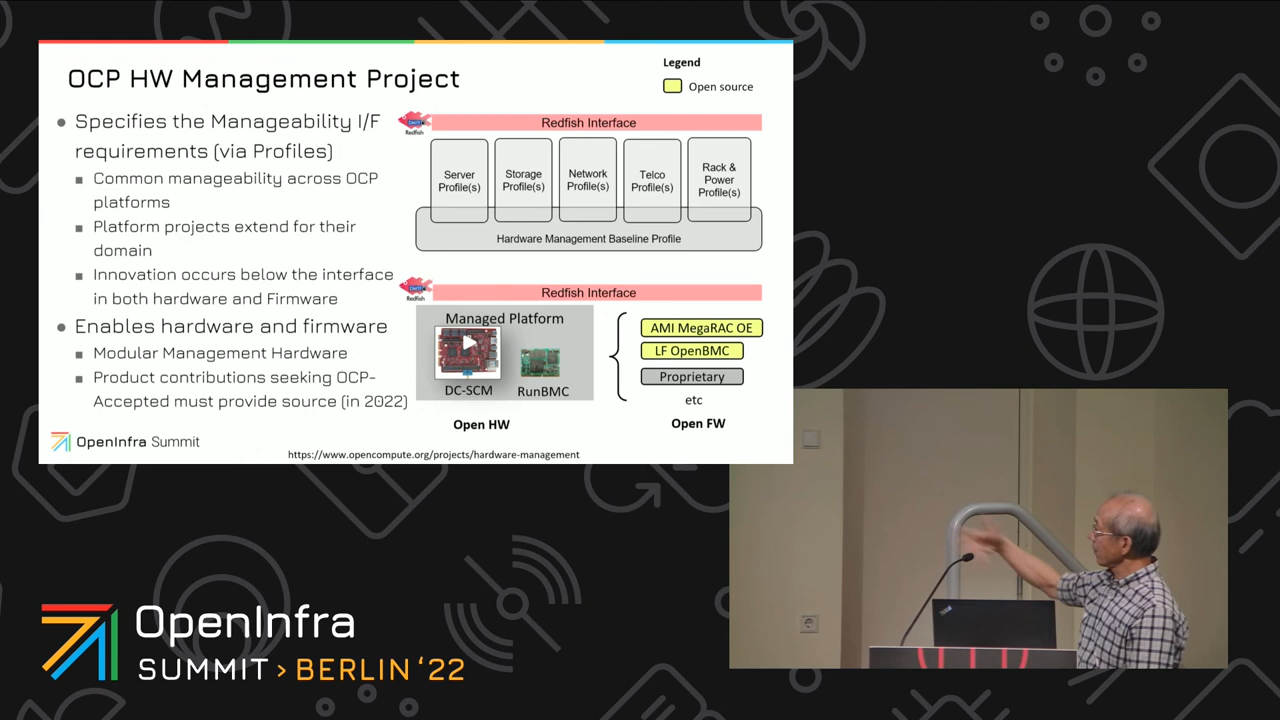 OCP HW Management Project
Legend
Open source
Specifies the Manageability I/F
requirements (via Profiles)
Common manageability across OCP
platforms
Platform projects extend for their
domain
Innovation occurs below the interface
in both hardware and Firmware
Enables hardware and firmware
Modular Management Hardware
Product contributions seeking OCP-
Accepted must provide source (in 2022)
Redfish
Redfish Interface
Server
Profile(s)
Storage
Profile(s)
Network
Profile(s)
Telco
Profile(s)
Rack &
Power
Profile(s)
Hardware Management Baseline Profile
Redfish
Redfish Interface
Managed Platform
DC-SCM
RunBMC
AMI MegaRAC OE
LF OpenBMC
Proprietary
etc
Open HW
Open FW
OpenInfra Summit
https://www.opencompute.org/projects/hardware-management
OpenInfra
SUMMIT > BERLIN ‘22